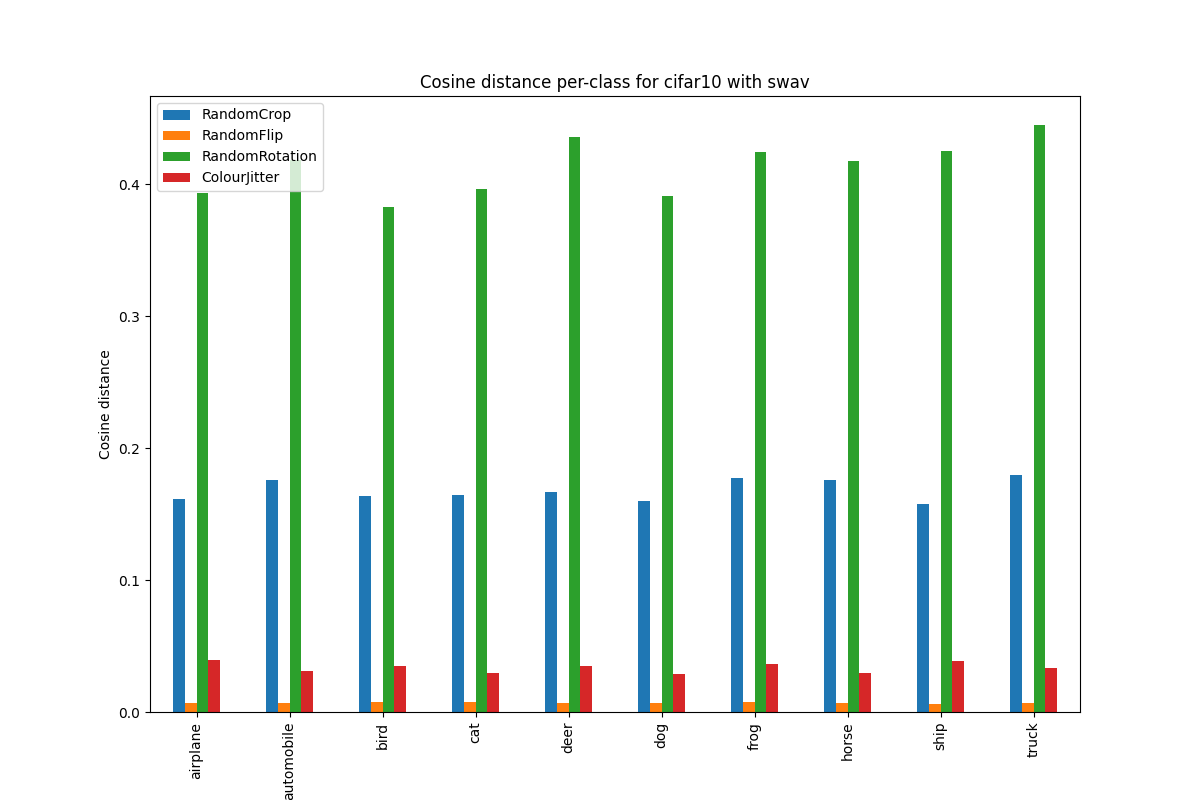 Cosine distance per-class for cifar10 with swav
RandomCrop
RandomFlip
RandomRotation
ColourJitter
Cosine distance
0.4
0.3
0.2
0.1
0.0
airplane
automobile
bird
cat
deer
dog
frog
horse
ship
truck